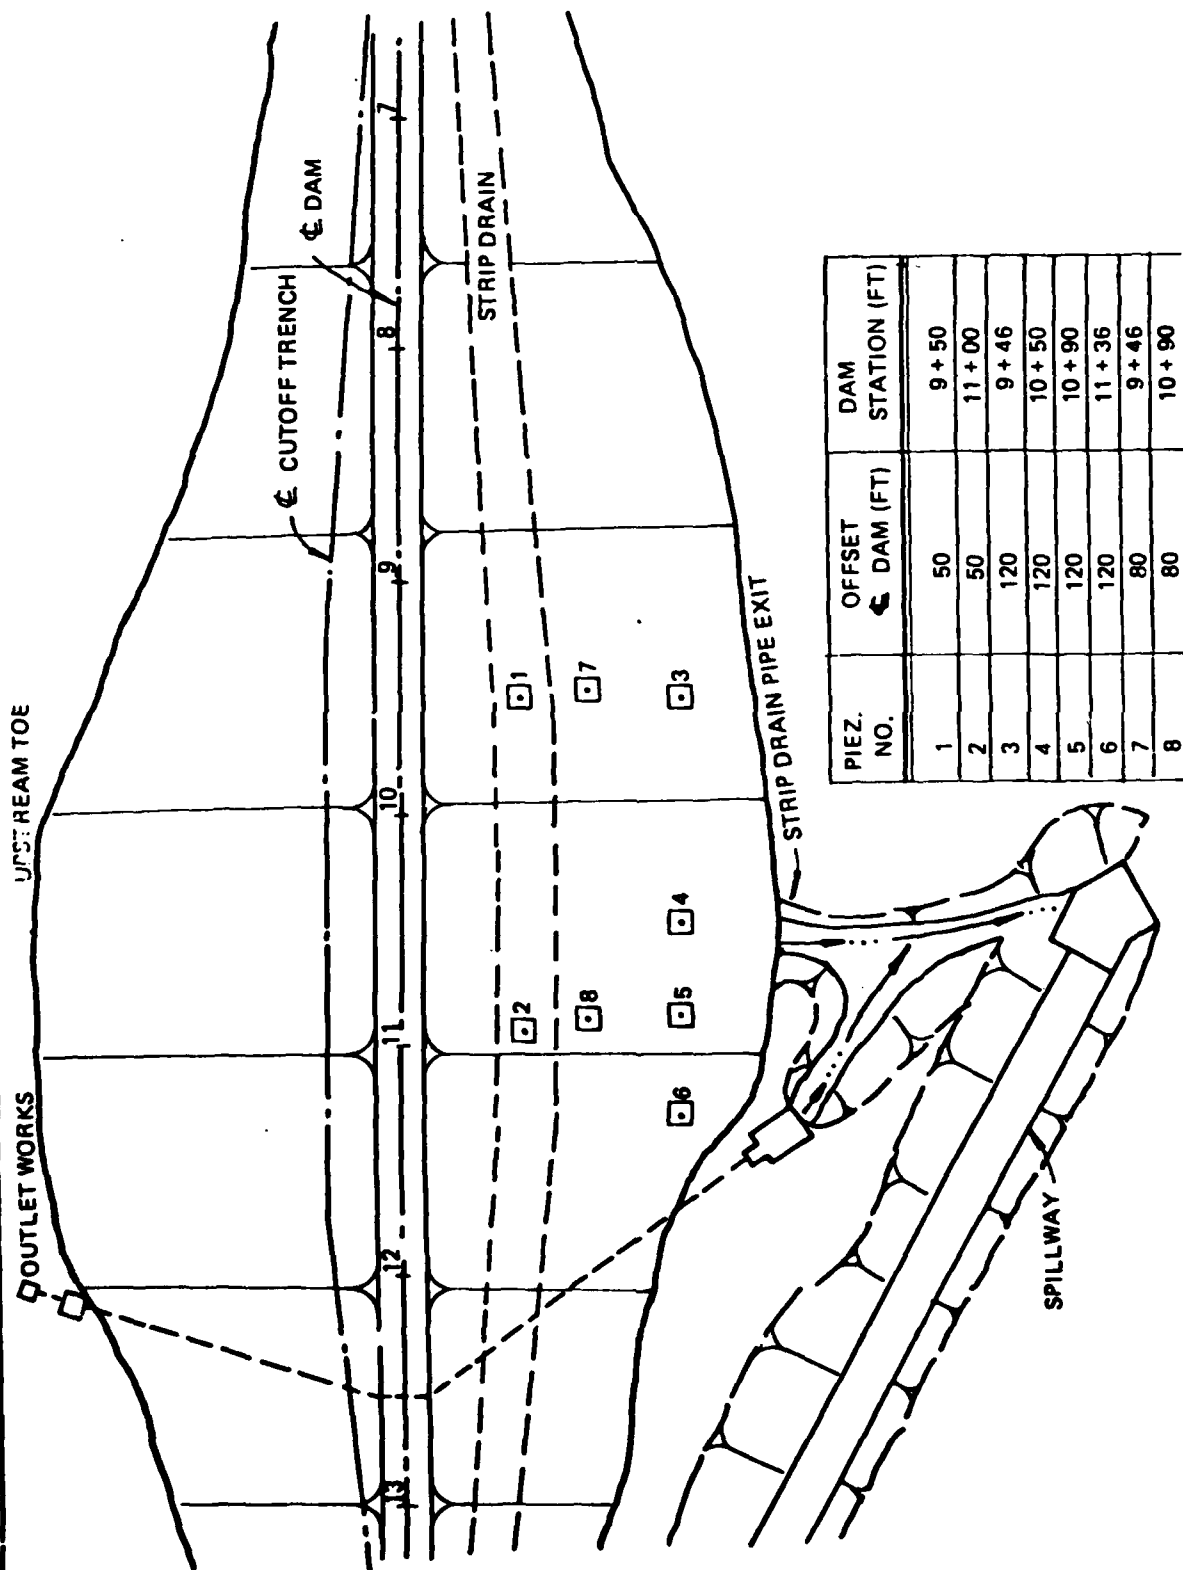 UPSTREAM TOE
OUTLET WORKS
℄ CUTOFF TRENCH
℄ DAM
13
12
11
10
9
8
7
STRIP DRAIN
2
1
8
7
6
5
4
3
STRIP DRAIN PIPE EXIT
SPILLWAY
PIEZ. NO. OFFSET ℄ DAM (FT) DAM STATION (FT)
1 50 9 + 50
2 50 11 + 00
3 120 9 + 46
4 120 10 + 50
5 120 10 + 90
6 120 11 + 36
7 80 9 + 46
8 80 10 + 90